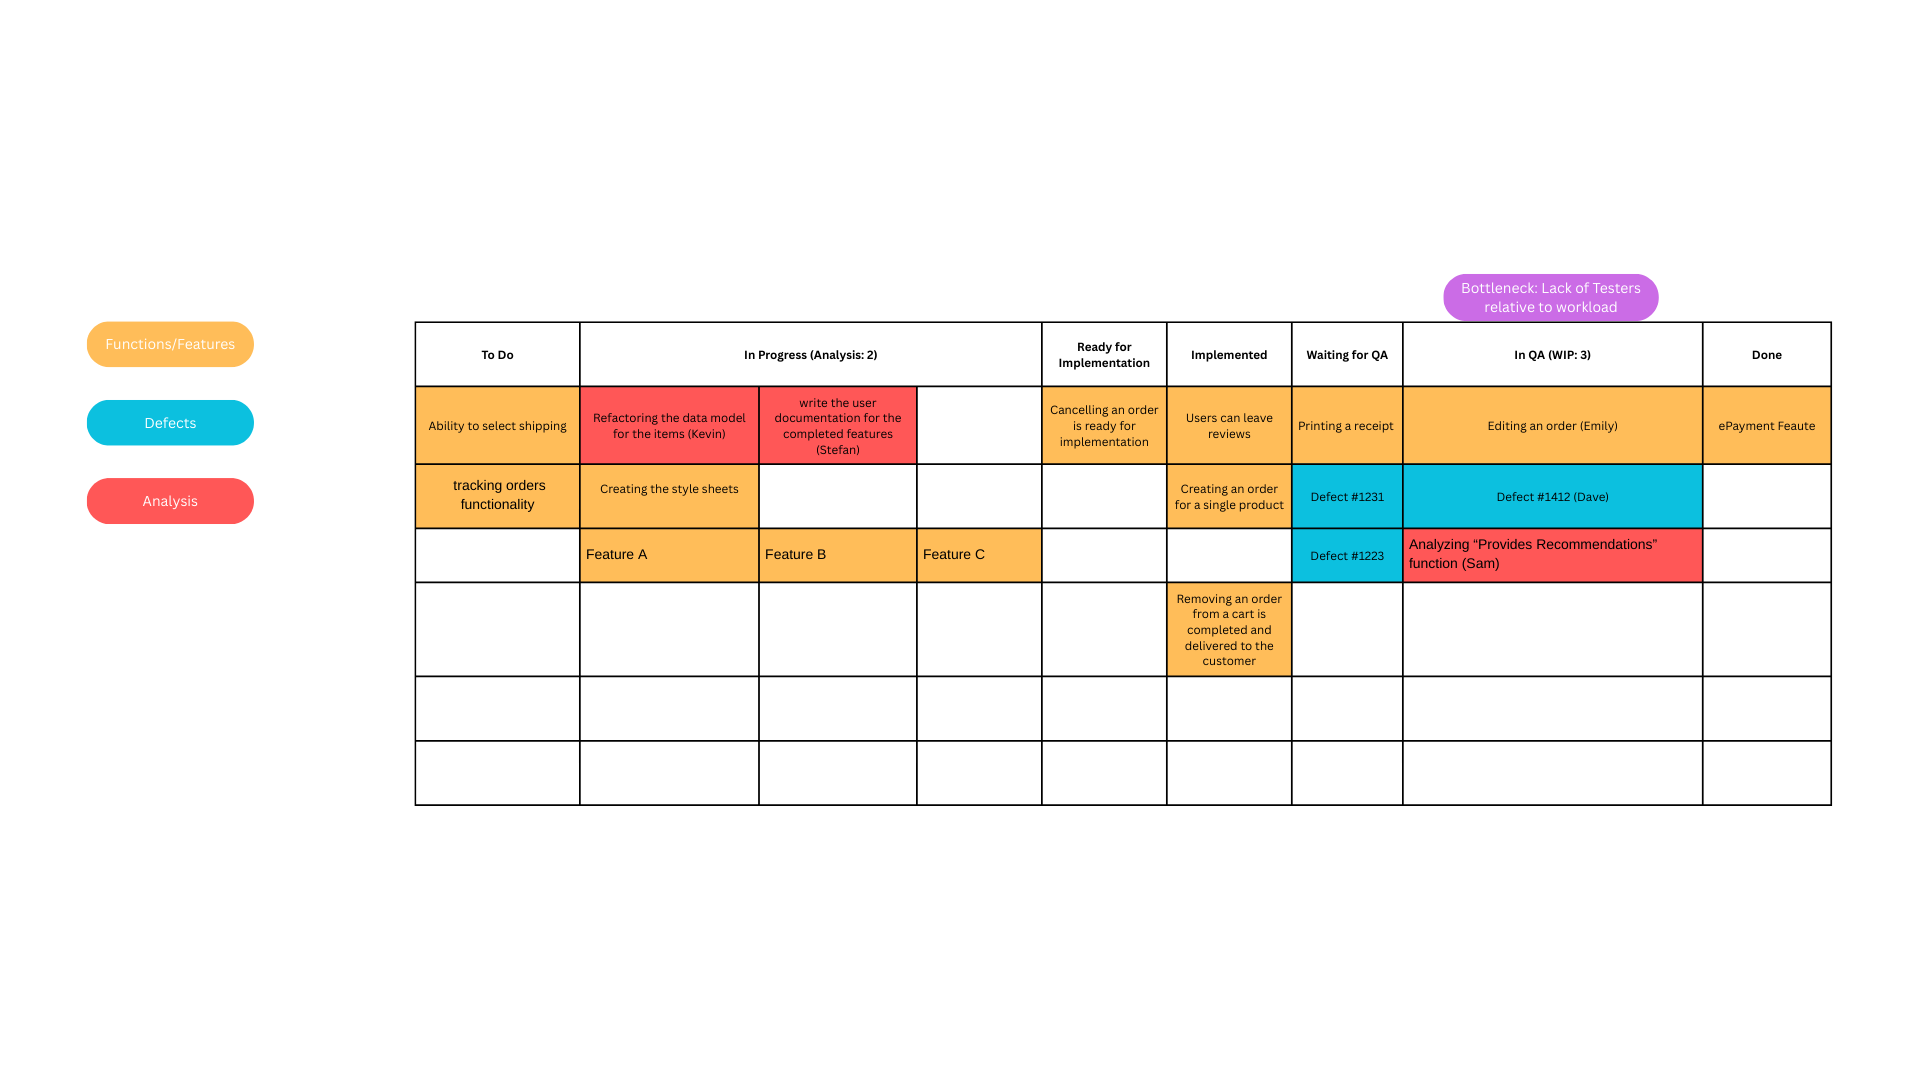 Bottleneck: Lack of Testers
relative to workload
Functions/Features
Defects
Analysis
To Do
In Progress (Analysis: 2)
Ready for
Implementation
Implemented
Waiting for QA
In QA (WIP: 3)
Done
Ability to select shipping
Refactoring the data model
for the items (Kevin)
write the user
documentation for the
completed features
(Stefan)
Cancelling an order
is ready for
implementation
Users can leave
reviews
Printing a receipt
Editing an order (Emily)
ePayment Feaute
tracking orders
functionality
Creating the style sheets
Creating an order
for a single product
Defect #1231
Defect #1412 (Dave)
Feature A
Feature B
Feature C
Defect #1223
Analyzing “Provides Recommendations”
function (Sam)
Removing an order
from a cart is
completed and
delivered to the
customer